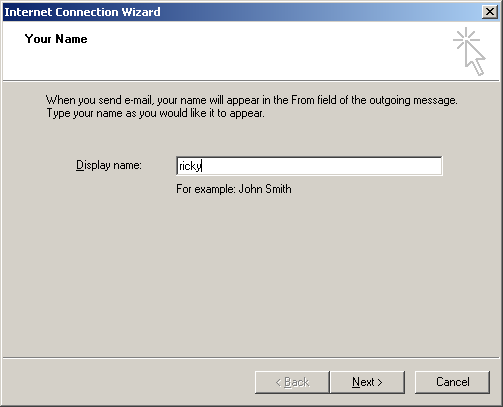 Internet Connection Wizard
Your Name
When you send e-mail, your name will appear in the From field of the outgoing message.
Type your name as you would like it to appear.
Display name: ricky
For example: John Smith
< Back Next > Cancel